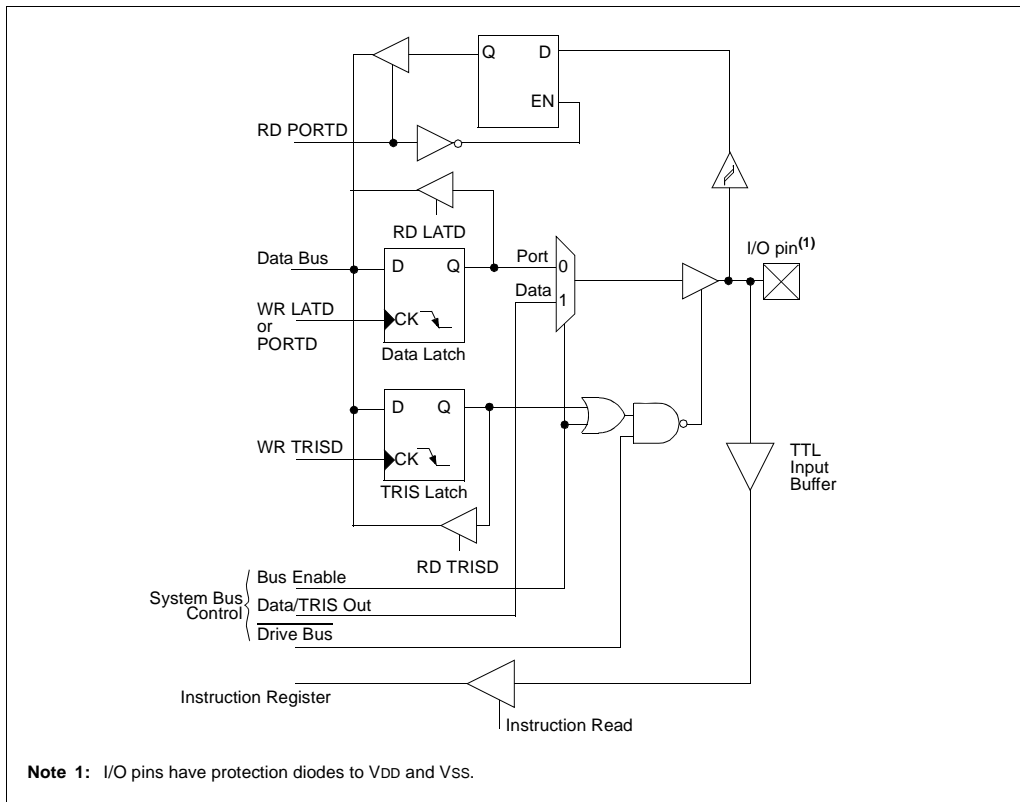 Q D
EN
RD PORTD
RD LATD
I/O pin(1)
Data Bus
D Q
Port
0
Data
1
WR LATD
or
PORTD
CK
Data Latch
D Q
WR TRISD
CK
TRIS Latch
TTL
Input
Buffer
RD TRISD
System Bus
Control
Bus Enable
Data/TRIS Out
Drive Bus
Instruction Register
Instruction Read
Note 1: I/O pins have protection diodes to VDD and VSS.